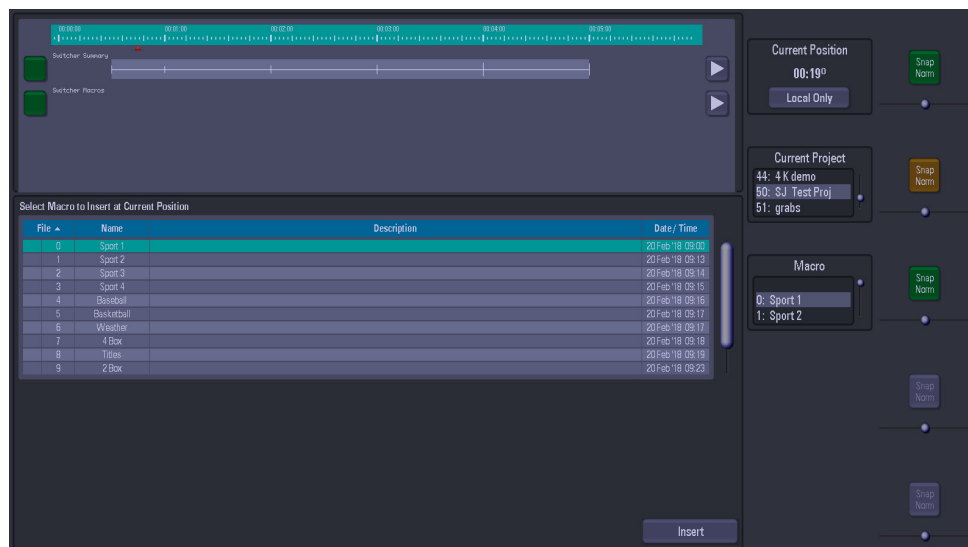 00:00:00 00:01:00 00:02:00 00:03:00 00:04:00 00:05:00
Switcher Summary
Switcher Macros
Select Macro to Insert at Current Position
File Name Description Date / Time
0 Sport 1 20 Feb '18 09:00
1 Sport 2 20 Feb '18 09:13
2 Sport 3 20 Feb '18 09:14
3 Sport 4 20 Feb '18 09:15
4 Baseball 20 Feb '18 09:16
5 Basketball 20 Feb '18 09:17
6 Weather 20 Feb '18 09:17
7 4 Box 20 Feb '18 09:18
8 Titles 20 Feb '18 09:19
9 2 Box 20 Feb '18 09:23
Insert
Current Position
00:19⁰
Local Only
Current Project
44: 4 K demo
50: SJ Test Proj
51: grabs
Macro
0: Sport 1
1: Sport 2
Snap
Norm
Snap
Norm
Snap
Norm
Snap
Norm
Snap
Norm